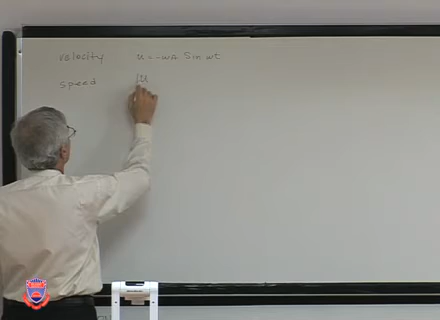 velocity u = -wa Sin wt
speed |u